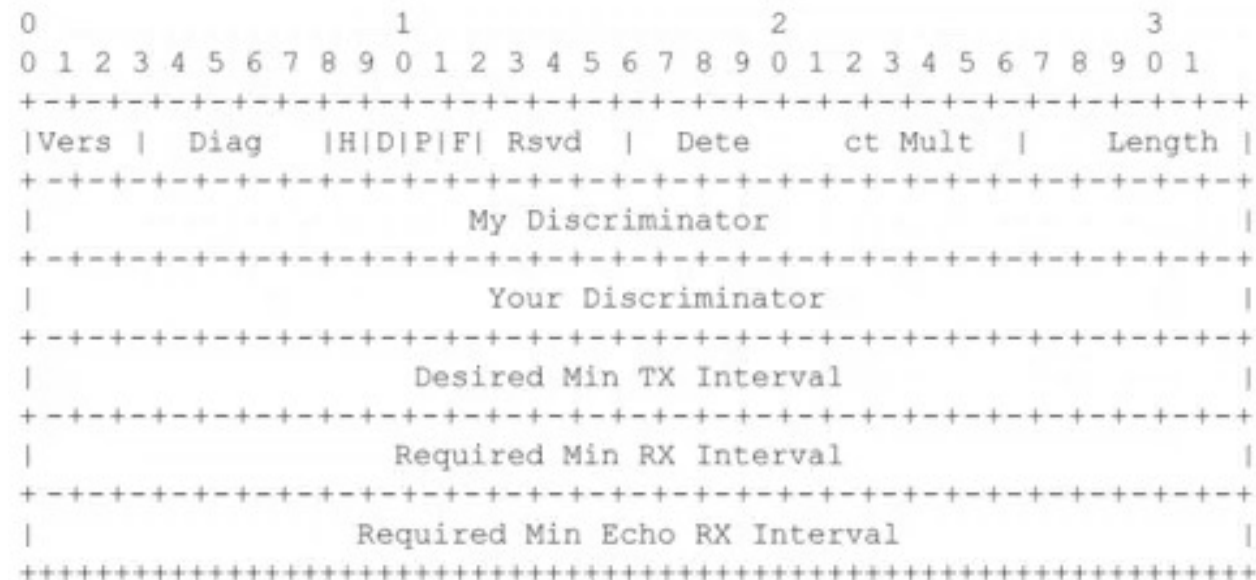 0                   1                   2                   3
0 1 2 3 4 5 6 7 8 9 0 1 2 3 4 5 6 7 8 9 0 1 2 3 4 5 6 7 8 9 0 1
+-+-+-+-+-+-+-+-+-+-+-+-+-+-+-+-+-+-+-+-+-+-+-+-+-+-+-+-+-+-+-+-+
|Vers |  Diag   |H|D|P|F| Rsvd  |  Dete     ct Mult  |    Length |
+-+-+-+-+-+-+-+-+-+-+-+-+-+-+-+-+-+-+-+-+-+-+-+-+-+-+-+-+-+-+-+-+
|                       My Discriminator                        |
+-+-+-+-+-+-+-+-+-+-+-+-+-+-+-+-+-+-+-+-+-+-+-+-+-+-+-+-+-+-+-+-+
|                        Your Discriminator                     |
+-+-+-+-+-+-+-+-+-+-+-+-+-+-+-+-+-+-+-+-+-+-+-+-+-+-+-+-+-+-+-+-+
|                    Desired Min TX Interval                    |
+-+-+-+-+-+-+-+-+-+-+-+-+-+-+-+-+-+-+-+-+-+-+-+-+-+-+-+-+-+-+-+-+
|                   Required Min RX Interval                    |
+-+-+-+-+-+-+-+-+-+-+-+-+-+-+-+-+-+-+-+-+-+-+-+-+-+-+-+-+-+-+-+-+
|                 Required Min Echo RX Interval                 |
+++++++++++++++++++++++++++++++++++++++++++++++++++++++++++++++++